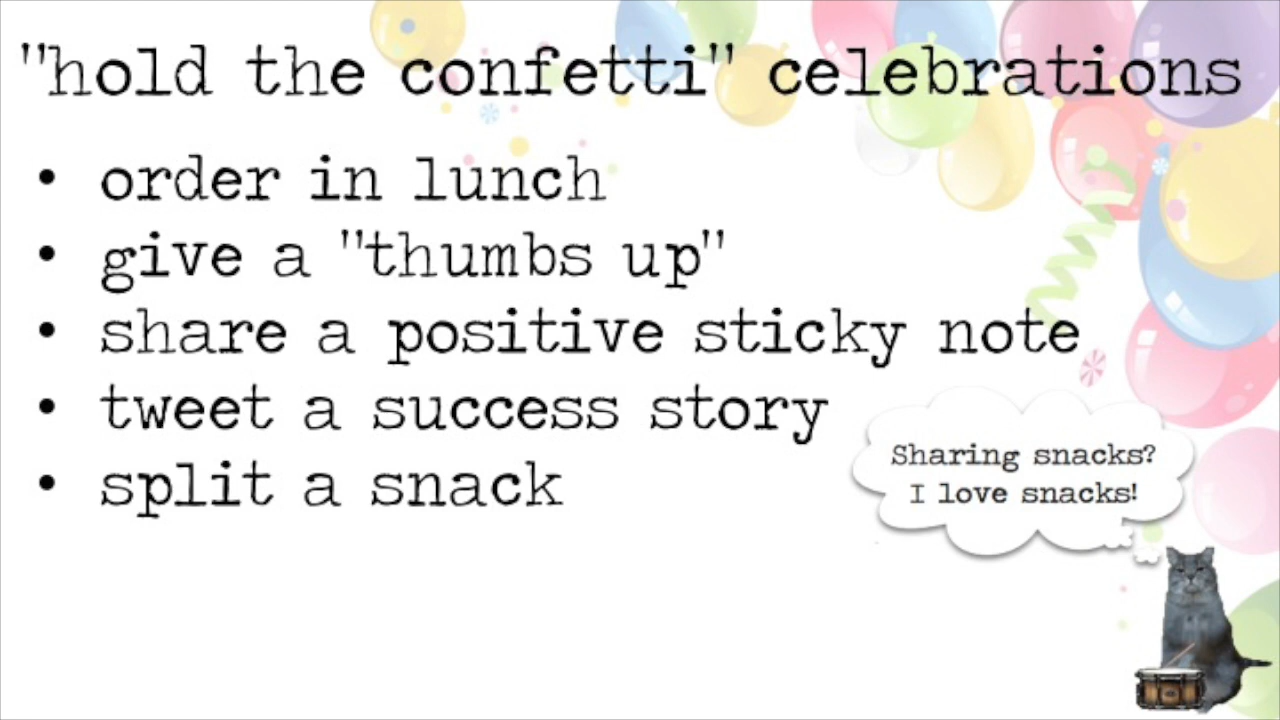 "hold the confetti" celebrations
• order in lunch
• give a "thumbs up"
• share a positive sticky note
• tweet a success story
• split a snack
Sharing snacks?
I love snacks!